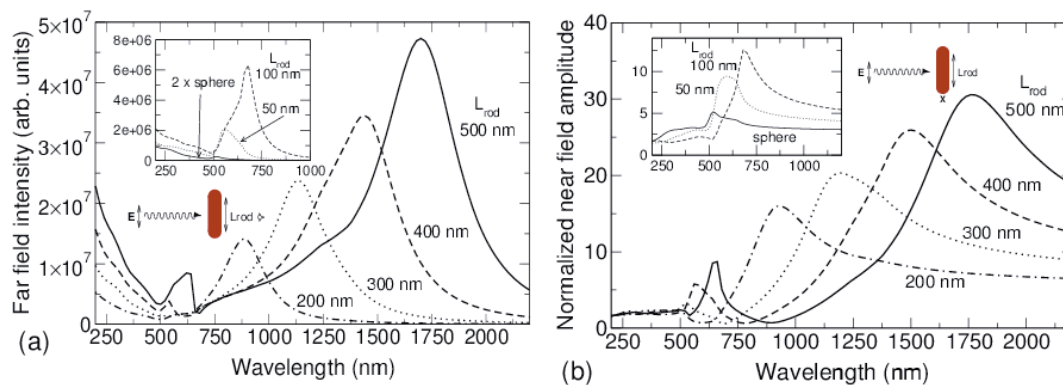 Far field intensity (arb. units)
5×10⁷
4×10⁷
3×10⁷
2×10⁷
1×10⁷
0
250 500 750 1000 1250 1500 1750 2000
Wavelength (nm)
(a)
8e+06
6e+06
4e+06
2e+06
0
250 500 750 1000
L_rod
100 nm
2 x sphere
50 nm
E
Lrod
L_rod
500 nm
400 nm
300 nm
200 nm
Normalized near field amplitude
40
30
20
10
0
250 500 750 1000 1250 1500 1750 2000
Wavelength (nm)
(b)
10
5
0
250 500 750 1000
L_rod
100 nm
50 nm
sphere
E
Lrod
x
L_rod
500 nm
400 nm
300 nm
200 nm